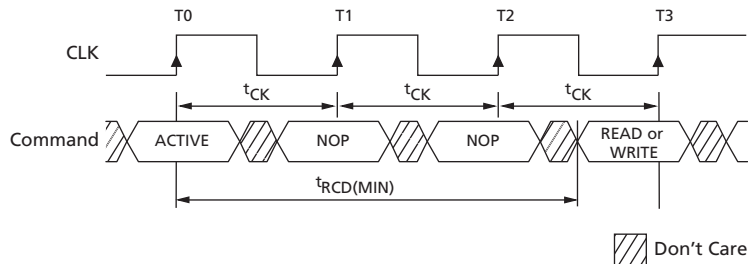 T0 T1 T2 T3
CLK
tCK tCK tCK
Command ACTIVE NOP NOP READ or
WRITE
tRCD(MIN)
Don't Care